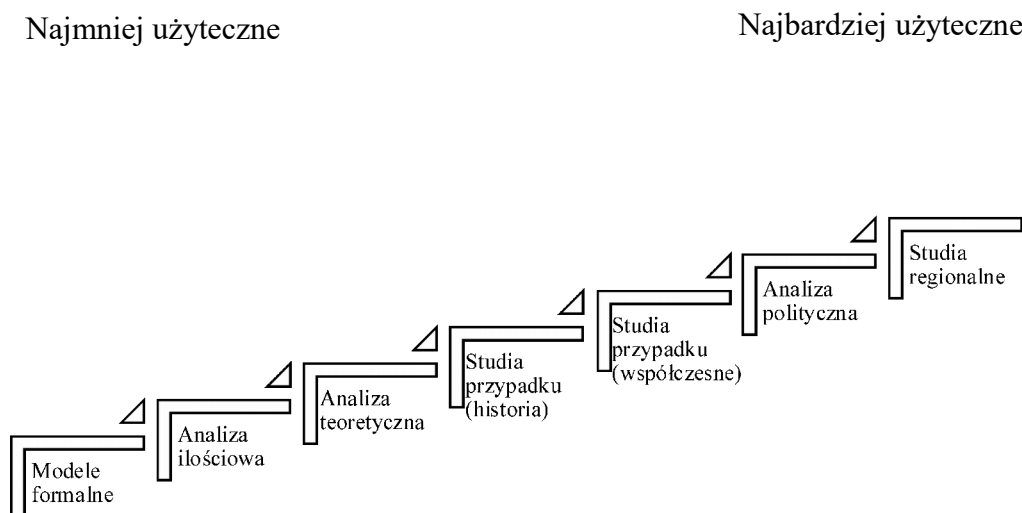 Najmniej użyteczne
Najbardziej użyteczne
Modele
formalne
Analiza
ilościowa
Analiza
teoretyczna
Studia
przypadku
(historia)
Studia
przypadku
(współczesne)
Analiza
polityczna
Studia
regionalne